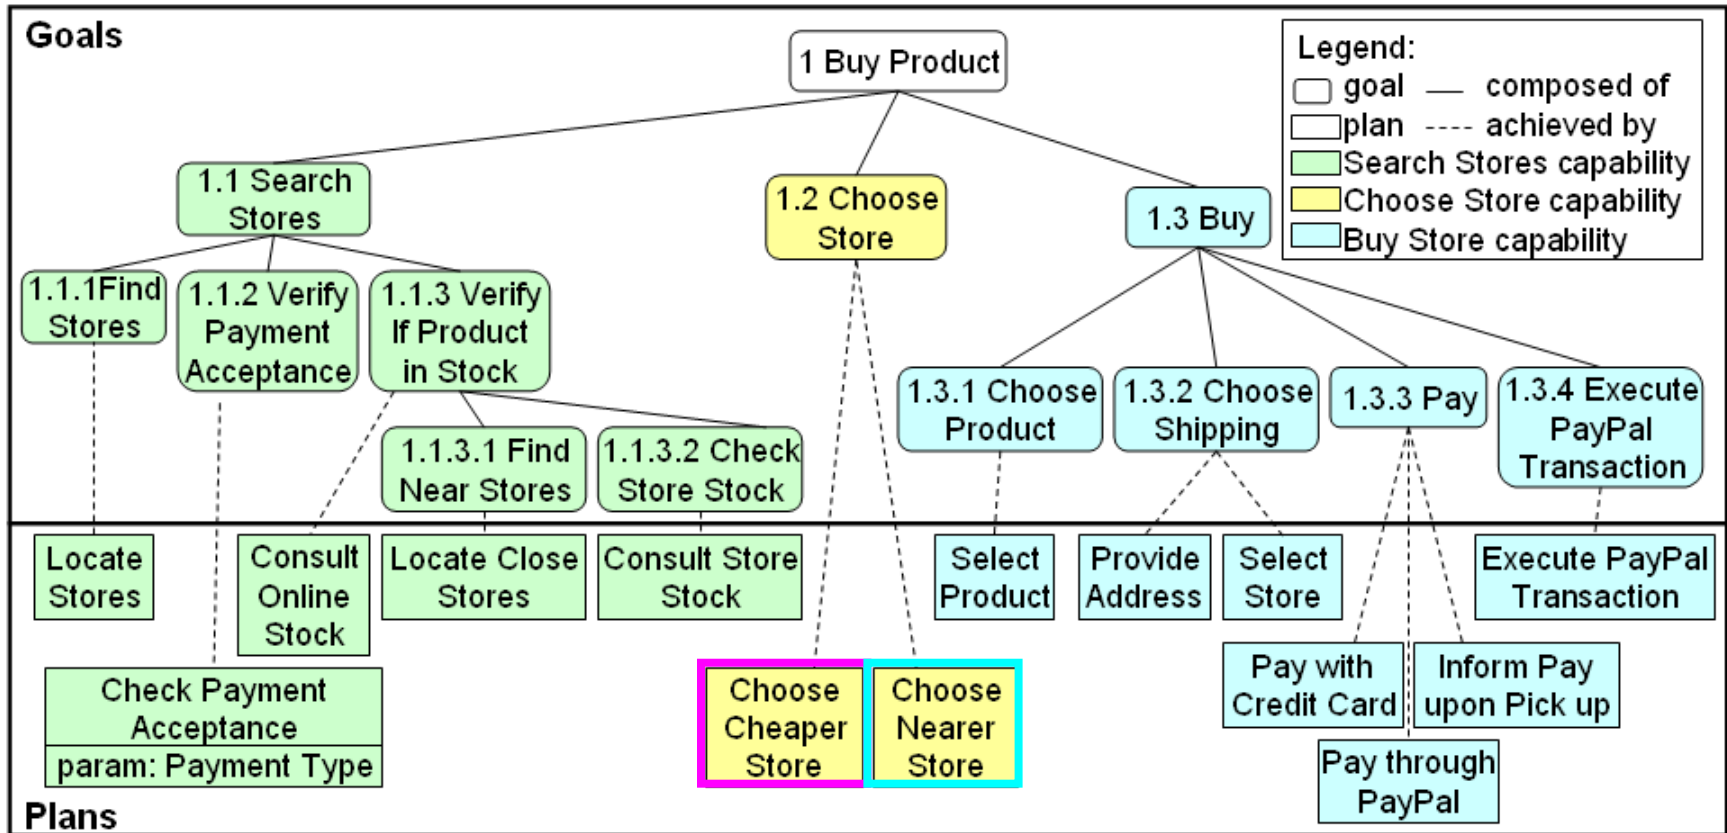 Goals
1 Buy Product
Legend:
goal
composed of
plan
achieved by
Search Stores capability
Choose Store capability
Buy Store capability
1.1 Search
Stores
1.2 Choose
Store
1.3 Buy
1.1.1Find
Stores
1.1.2 Verify
Payment
Acceptance
1.1.3 Verify
If Product
in Stock
1.3.1 Choose
Product
1.3.2 Choose
Shipping
1.3.3 Pay
1.3.4 Execute
PayPal
Transaction
1.1.3.1 Find
Near Stores
1.1.3.2 Check
Store Stock
Locate
Stores
Consult
Online
Stock
Locate Close
Stores
Consult Store
Stock
Select
Product
Provide
Address
Select
Store
Execute PayPal
Transaction
Check Payment
Acceptance
param: Payment Type
Choose
Cheaper
Store
Choose
Nearer
Store
Pay with
Credit Card
Inform Pay
upon Pick up
Pay through
PayPal
Plans